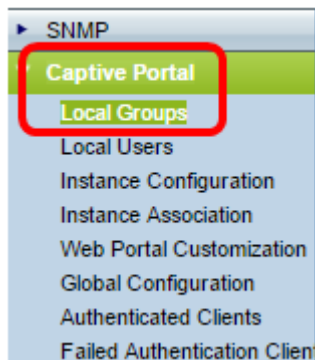 SNMP
Captive Portal
Local Groups
Local Users
Instance Configuration
Instance Association
Web Portal Customization
Global Configuration
Authenticated Clients
Failed Authentication Client